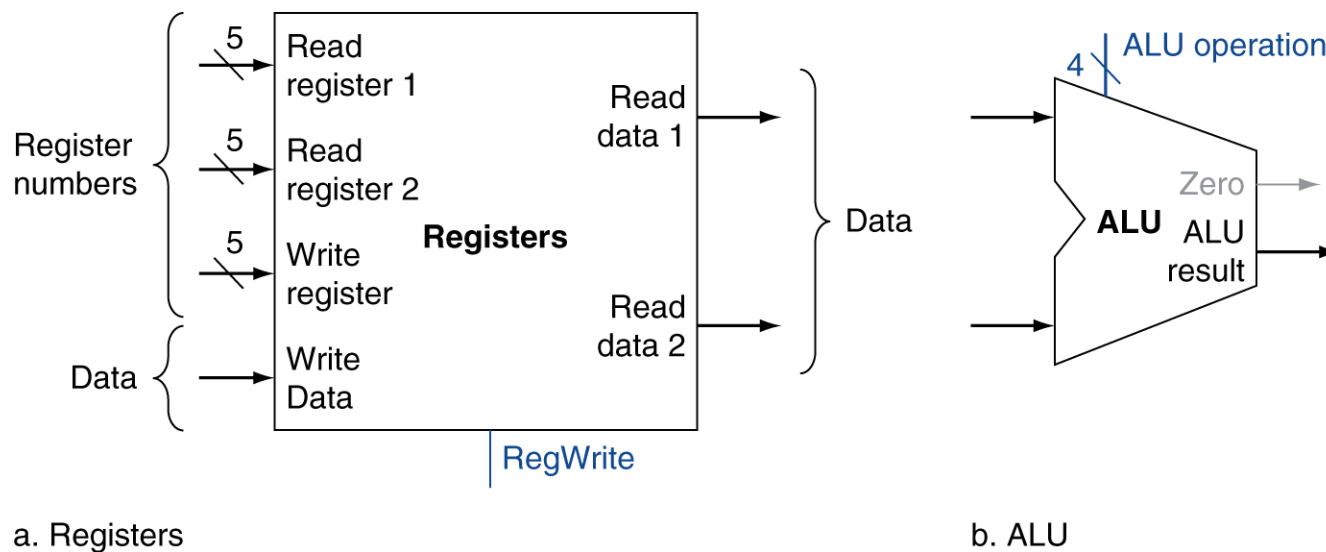 Register
numbers
Data
5
Read
register 1
5
Read
register 2
5
Write
register
Write
Data
Registers
Read
data 1
Read
data 2
RegWrite
Data
4
ALU operation
ALU
Zero
ALU
result
a. Registers
b. ALU